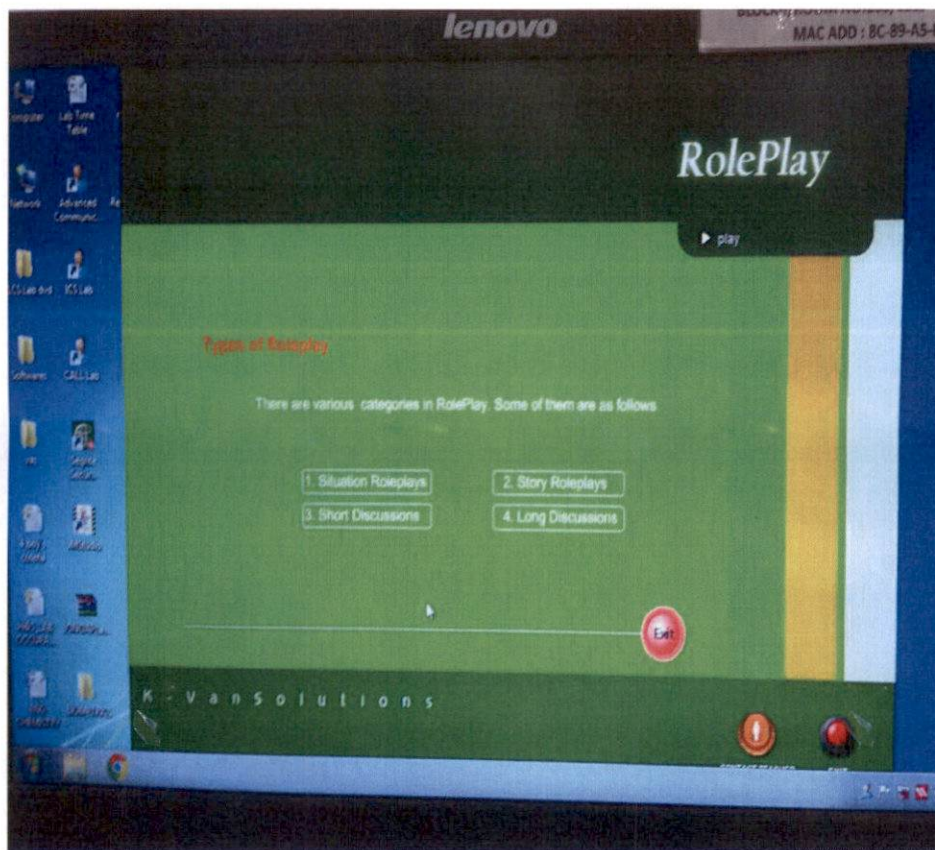 lenovo
MAC ADD : 8C-89-A5-
RolePlay
play
Computer
Lab Time
Table
Network
Advanced
Communic...
ICS Lab
Softwares
CALL Lab
Types of Roleplay
There are various categories in RolePlay. Some of them are as follows
1. Situation Roleplays
2. Story Roleplays
3. Short Discussions
4. Long Discussions
Exit
K - VanSolutions